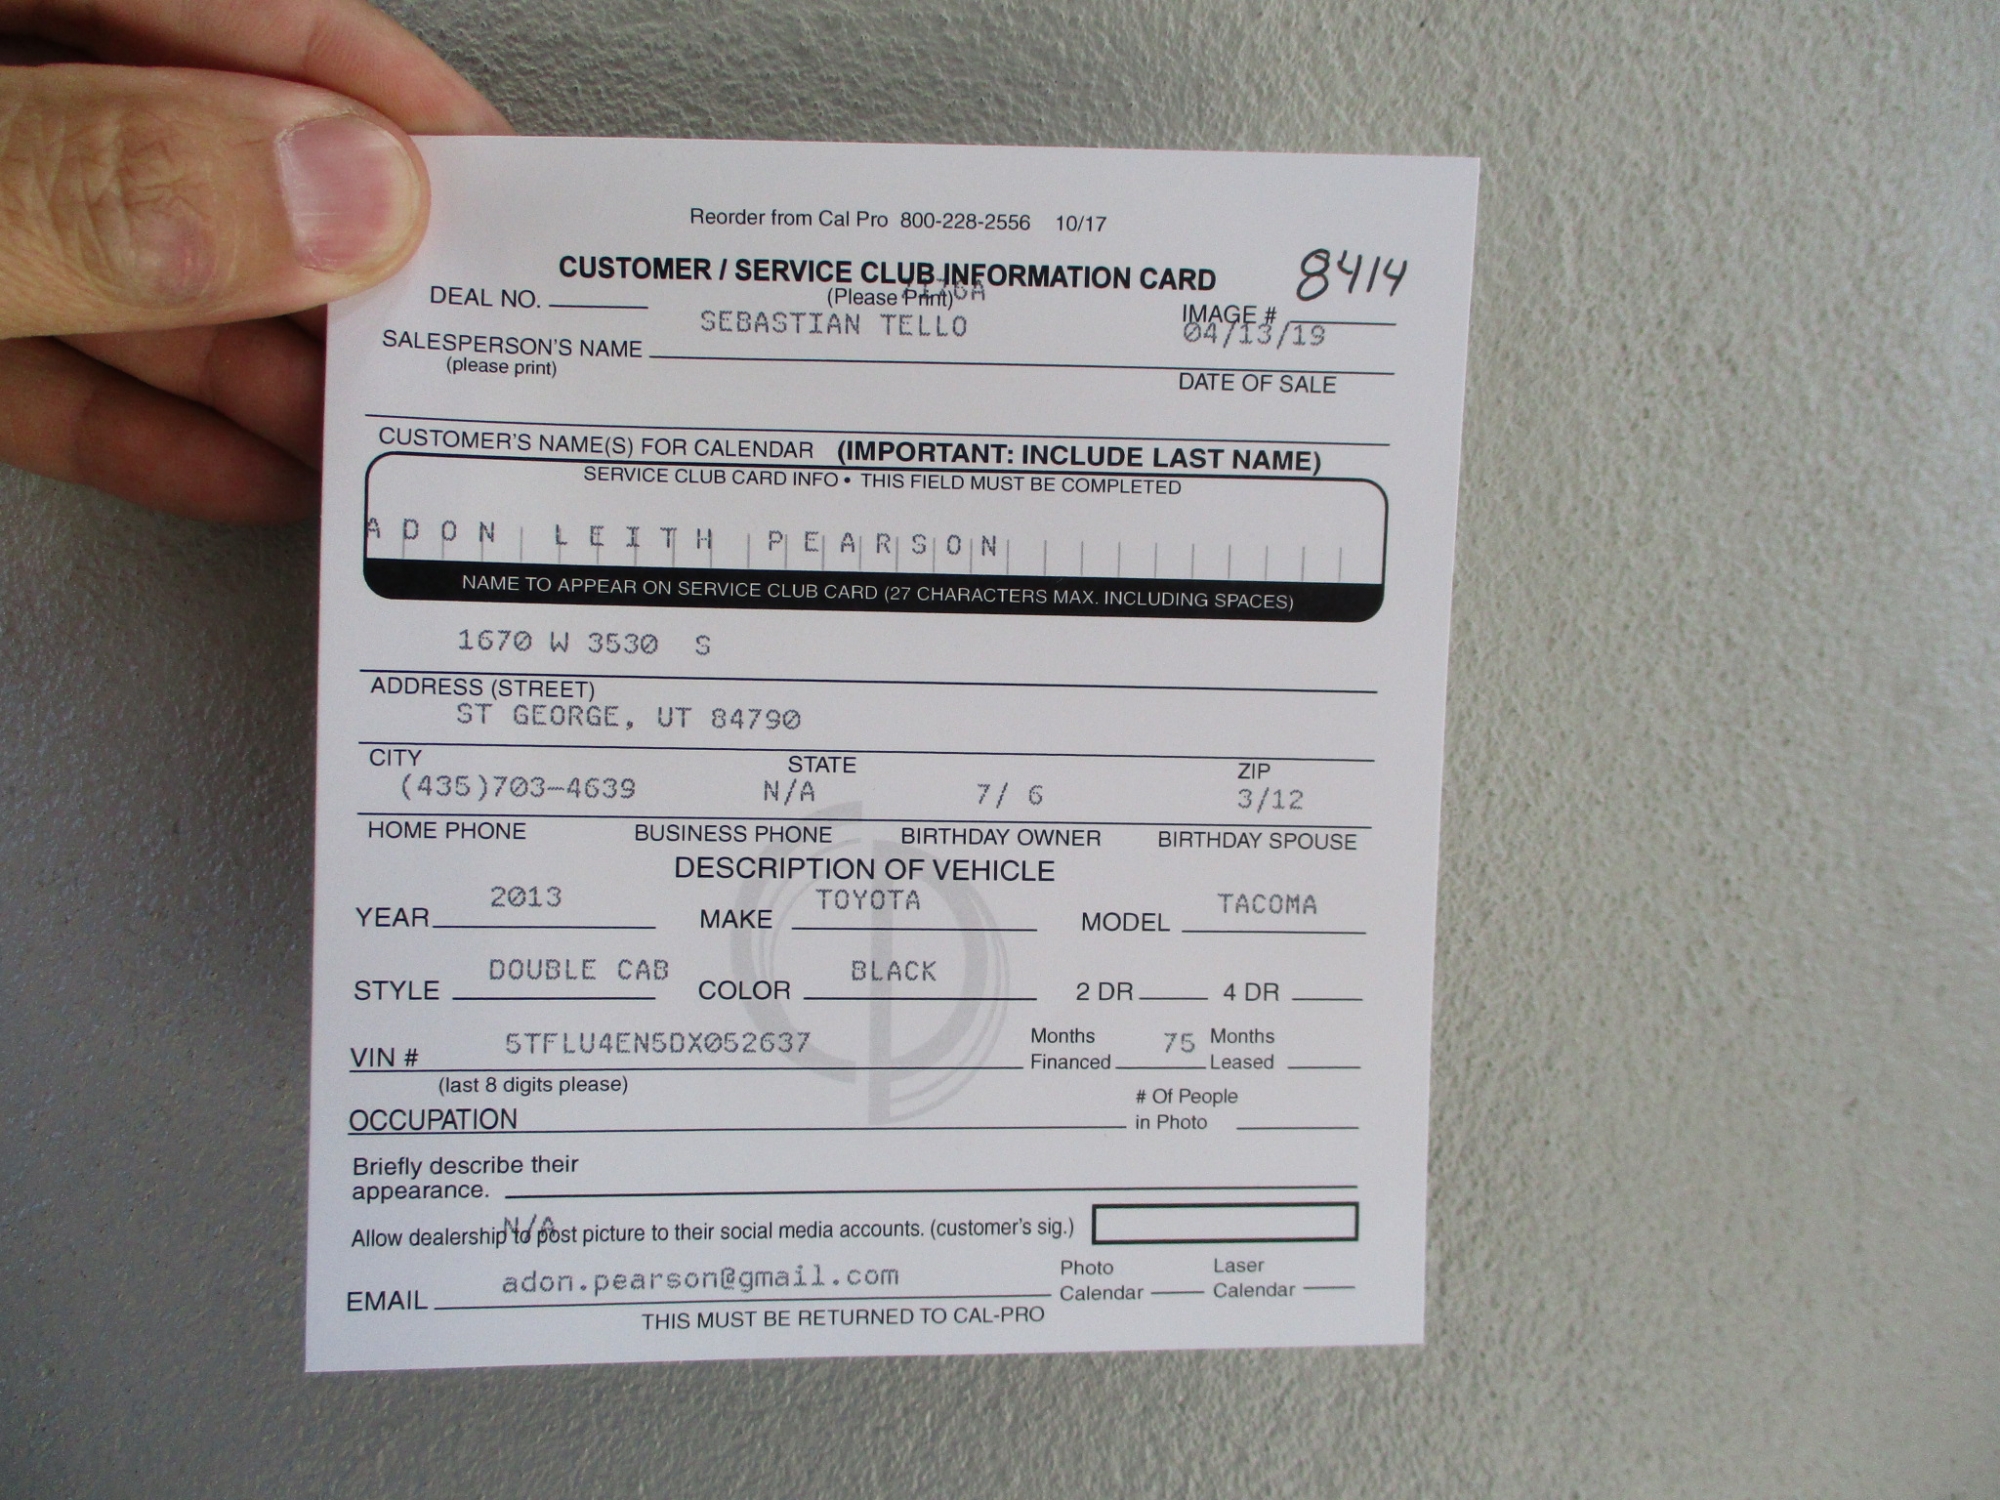 Reorder from Cal Pro 800-228-2556 10/17
CUSTOMER / SERVICE CLUB INFORMATION CARD
8414
DEAL NO.
(Please Print)
IMAGE #
SEBASTIAN TELLO
04/13/19
SALESPERSON'S NAME
(please print)
DATE OF SALE
CUSTOMER'S NAME(S) FOR CALENDAR (IMPORTANT: INCLUDE LAST NAME)
SERVICE CLUB CARD INFO • THIS FIELD MUST BE COMPLETED
ADON LEITH PEARSON
NAME TO APPEAR ON SERVICE CLUB CARD (27 CHARACTERS MAX. INCLUDING SPACES)
1670 W 3530 S
ADDRESS (STREET)
ST GEORGE, UT 84790
CITY STATE ZIP
(435)703-4639 N/A 7/ 6 3/12
HOME PHONE BUSINESS PHONE BIRTHDAY OWNER BIRTHDAY SPOUSE
DESCRIPTION OF VEHICLE
YEAR 2013 MAKE TOYOTA MODEL TACOMA
STYLE DOUBLE CAB COLOR BLACK 2 DR 4 DR
VIN # 5TFLU4EN5DX052637 Months Financed 75 Months Leased
(last 8 digits please)
OCCUPATION # Of People in Photo
Briefly describe their
appearance.
N/A
Allow dealership to post picture to their social media accounts. (customer's sig.)
EMAIL adon.pearson@gmail.com Photo Calendar Laser Calendar
THIS MUST BE RETURNED TO CAL-PRO